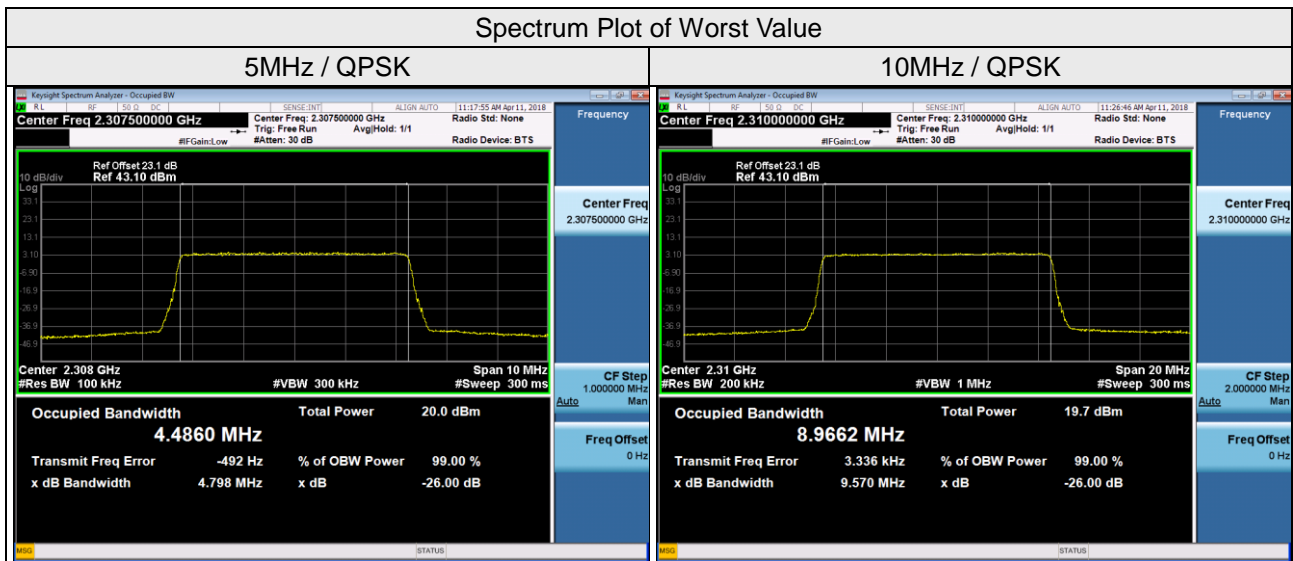 Spectrum Plot of Worst Value
5MHz / QPSK
10MHz / QPSK
Keysight Spectrum Analyzer - Occupied BW
LXI RL RF 50 Ω DC SENSE:INT ALIGN AUTO 11:17:55 AM Apr 11, 2018
Center Freq 2.307500000 GHz
Center Freq: 2.307500000 GHz
Radio Std: None
Trig: Free Run Avg|Hold: 1/1
#IFGain:Low #Atten: 30 dB Radio Device: BTS
Ref Offset 23.1 dB
10 dB/div Ref 43.10 dBm
Log
33.1
23.1
13.1
3.10
-6.90
-16.9
-26.9
-36.9
-46.9
Center 2.308 GHz Span 10 MHz
#Res BW 100 kHz #VBW 300 kHz #Sweep 300 ms
Occupied Bandwidth Total Power 20.0 dBm
4.4860 MHz
Transmit Freq Error -492 Hz % of OBW Power 99.00 %
x dB Bandwidth 4.798 MHz x dB -26.00 dB
MSG STATUS
Frequency
Center Freq
2.307500000 GHz
CF Step
1.000000 MHz
Auto Man
Freq Offset
0 Hz
Keysight Spectrum Analyzer - Occupied BW
LXI RL RF 50 Ω DC SENSE:INT ALIGN AUTO 11:26:46 AM Apr 11, 2018
Center Freq 2.310000000 GHz
Center Freq: 2.310000000 GHz
Radio Std: None
Trig: Free Run Avg|Hold: 1/1
#IFGain:Low #Atten: 30 dB Radio Device: BTS
Ref Offset 23.1 dB
10 dB/div Ref 43.10 dBm
Log
33.1
23.1
13.1
3.10
-6.90
-16.9
-26.9
-36.9
-46.9
Center 2.31 GHz Span 20 MHz
#Res BW 200 kHz #VBW 1 MHz #Sweep 300 ms
Occupied Bandwidth Total Power 19.7 dBm
8.9662 MHz
Transmit Freq Error 3.336 kHz % of OBW Power 99.00 %
x dB Bandwidth 9.570 MHz x dB -26.00 dB
MSG STATUS
Frequency
Center Freq
2.310000000 GHz
CF Step
2.000000 MHz
Auto Man
Freq Offset
0 Hz